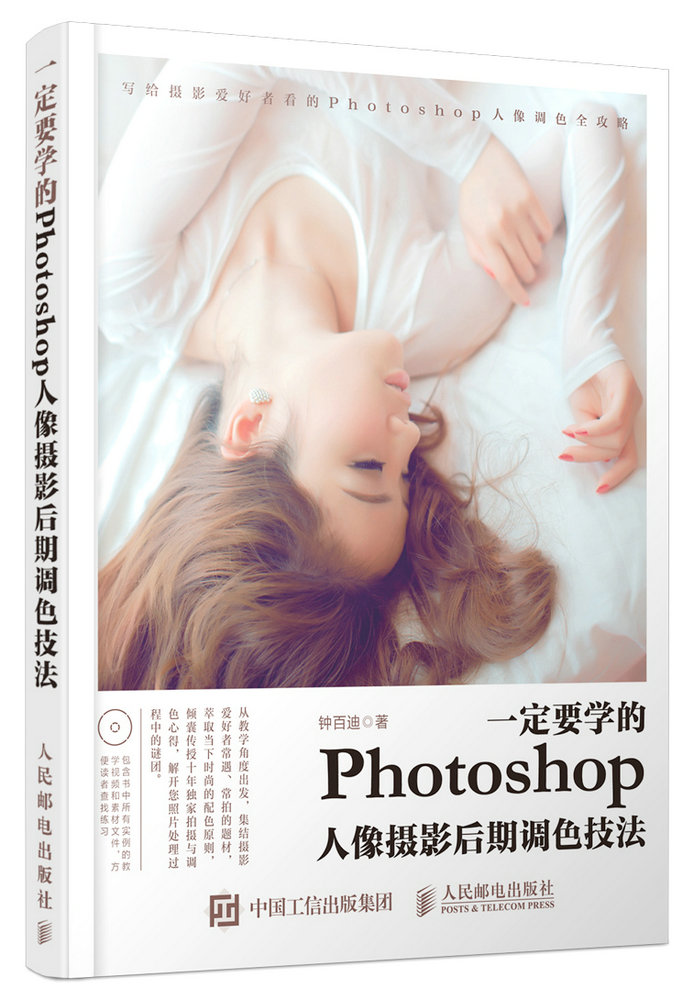 写给摄影爱好者看的Photoshop人像调色全攻略
一定要学的Photoshop人像摄影后期调色技法
人民邮电出版社
钟百迪◎著
一定要学的
Photoshop
人像摄影后期调色技法
从教学角度出发，集结摄影
爱好者常遇、常拍的题材，
萃取当下时尚的配色原则，
倾囊传授十年独家拍摄与调
色心得，解开您照片处理过
程中的谜团。
包含书中所有实例的教
学视频和素材文件，方
便读者查找练习
中国工信出版集团
人民邮电出版社
POSTS & TELECOM PRESS